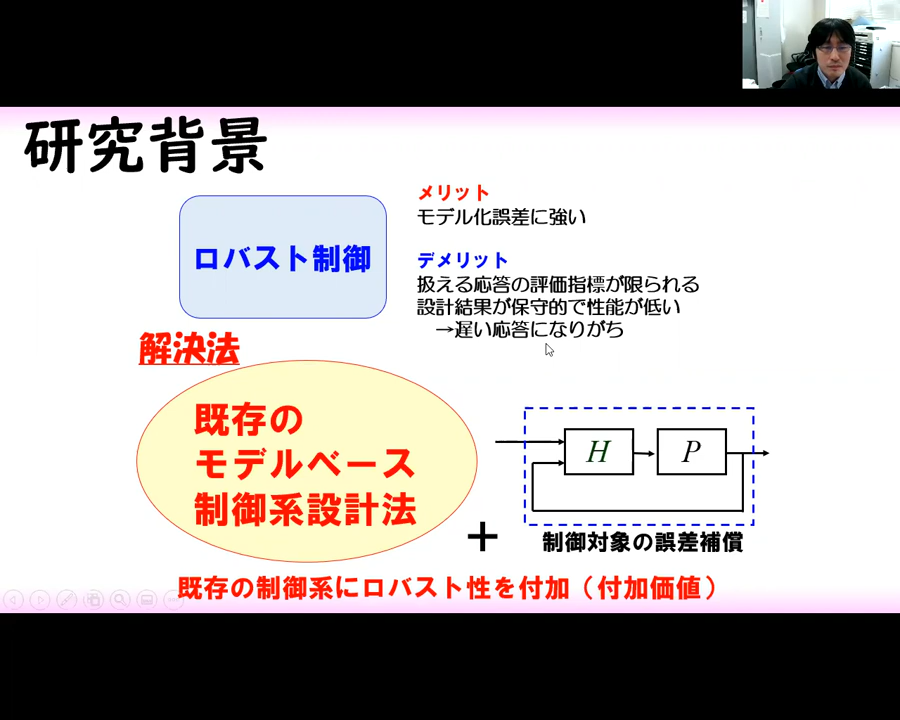 研究背景
ロバスト制御
メリット
モデル化誤差に強い
デメリット
扱える応答の評価指標が限られる
設計結果が保守的で性能が低い
→遅い応答になりがち
解決法
既存の
モデルベース
制御系設計法
+
H
P
制御対象の誤差補償
既存の制御系にロバスト性を付加（付加価値）